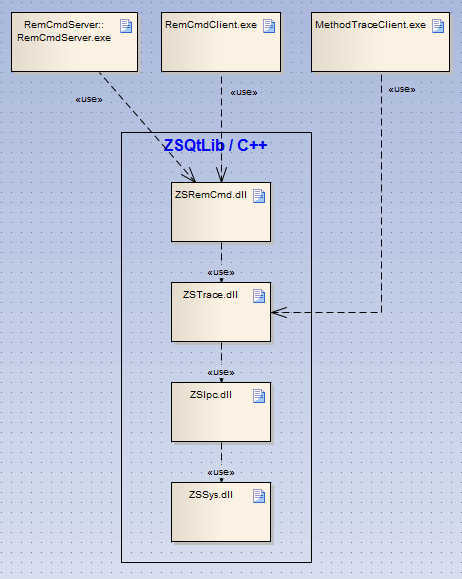 RemCmdServer::
RemCmdServer.exe
RemCmdClient.exe
MethodTraceClient.exe
«use»
«use»
«use»
ZSQtLib / C++
ZSRemCmd.dll
«use»
ZSTrace.dll
«use»
ZSIpc.dll
«use»
ZSSys.dll